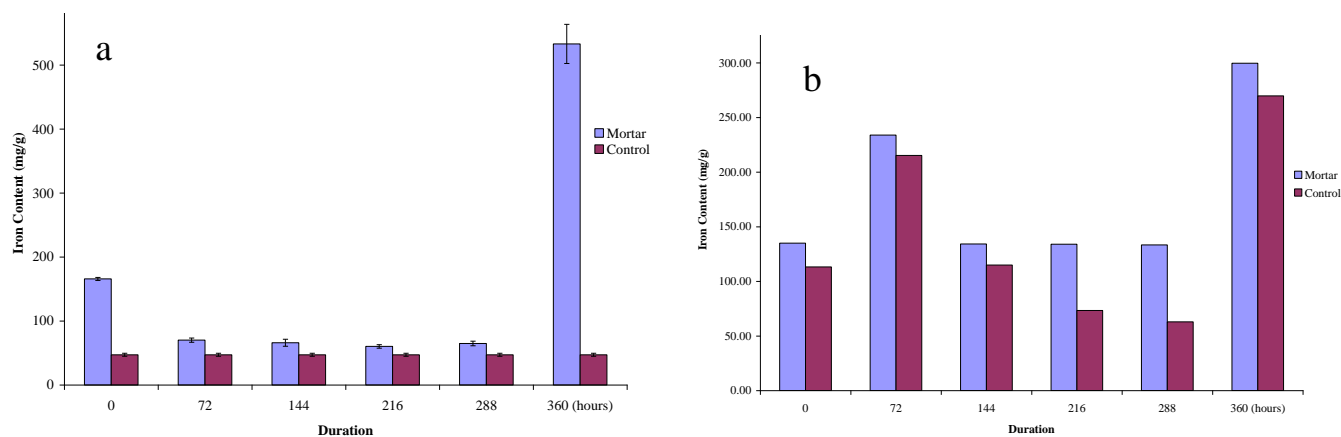 a
500
400
300
200
100
0
Iron Content (mg/g)
Mortar
Control
0 72 144 216 288 360 (hours)
Duration
b
300.00
250.00
200.00
150.00
100.00
50.00
0.00
Iron Content (mg/g)
Mortar
Control
0 72 144 216 288 360 (hours)
Duration